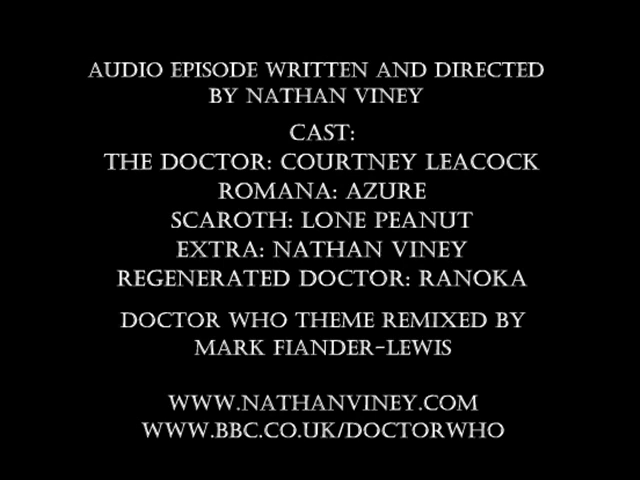 AUDIO EPISODE WRITTEN AND DIRECTED
BY NATHAN VINEY
CAST:
THE DOCTOR: COURTNEY LEACOCK
ROMANA: AZURE
SCAROTH: LONE PEANUT
EXTRA: NATHAN VINEY
REGENERATED DOCTOR: RANOKA
DOCTOR WHO THEME REMIXED BY
MARK FIANDER-LEWIS
WWW.NATHANVINEY.COM
WWW.BBC.CO.UK/DOCTORWHO